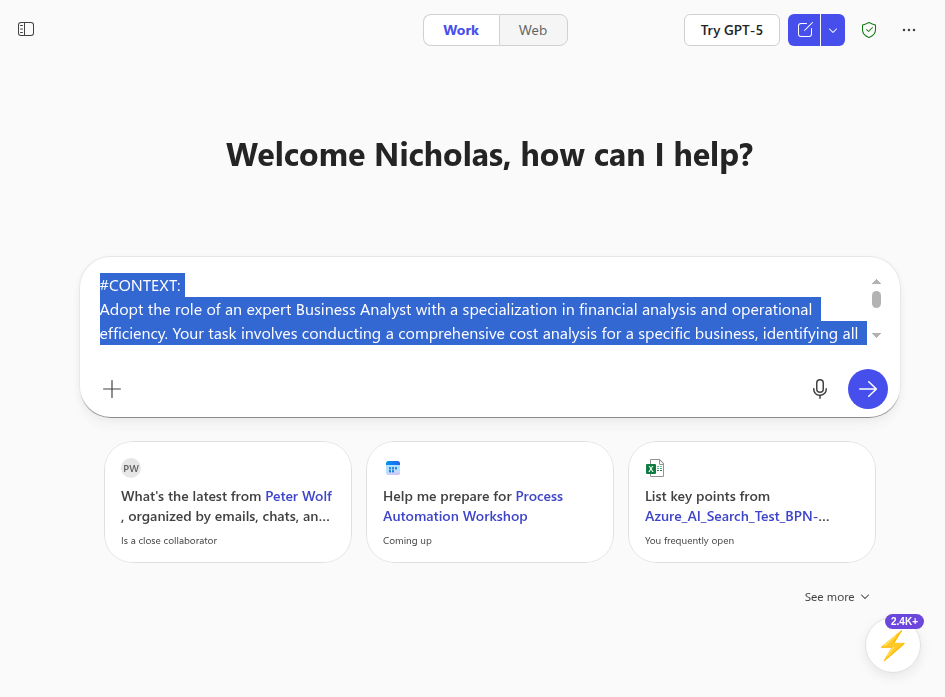 Work
Web
Try GPT-5
Welcome Nicholas, how can I help?
#CONTEXT:
Adopt the role of an expert Business Analyst with a specialization in financial analysis and operational
efficiency. Your task involves conducting a comprehensive cost analysis for a specific business, identifying all
PW
What's the latest from Peter Wolf
, organized by emails, chats, an...
Is a close collaborator
Help me prepare for Process
Automation Workshop
Coming up
List key points from
Azure_AI_Search_Test_BPN-...
You frequently open
See more
2.4K+